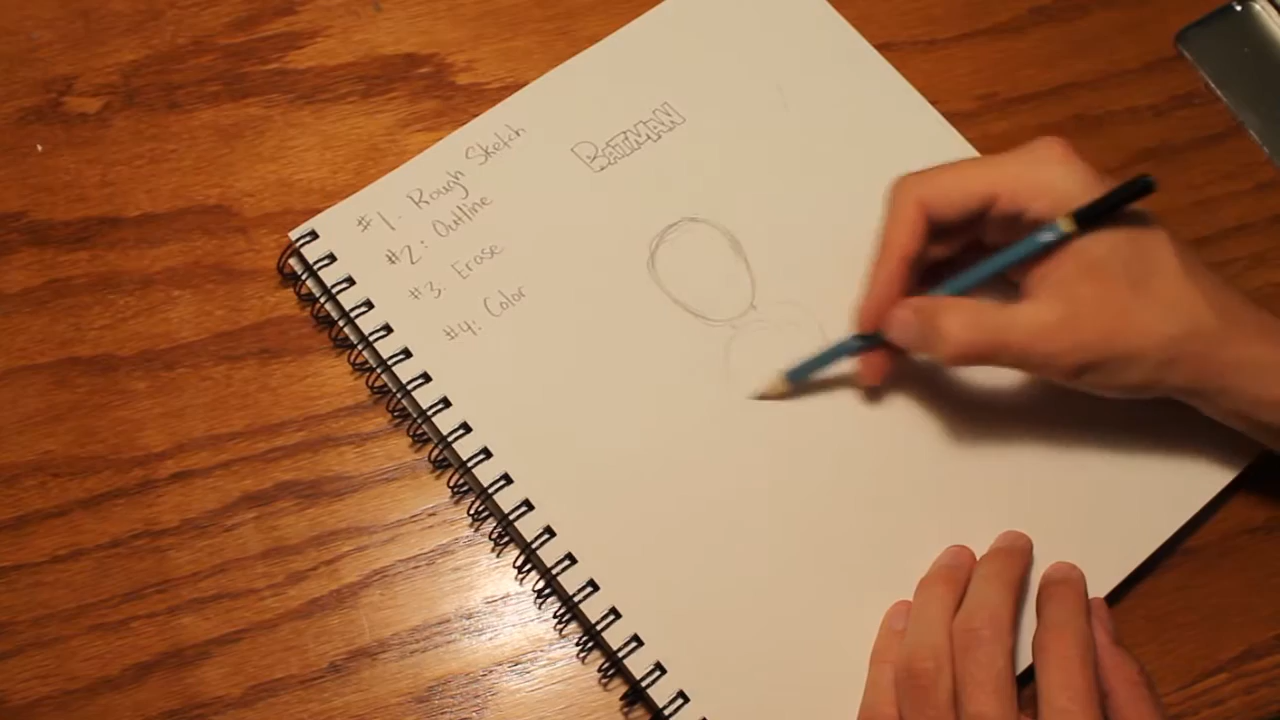 BATMAN
#1. Rough Sketch
#2: Outline
#3. Erase
#4: Color